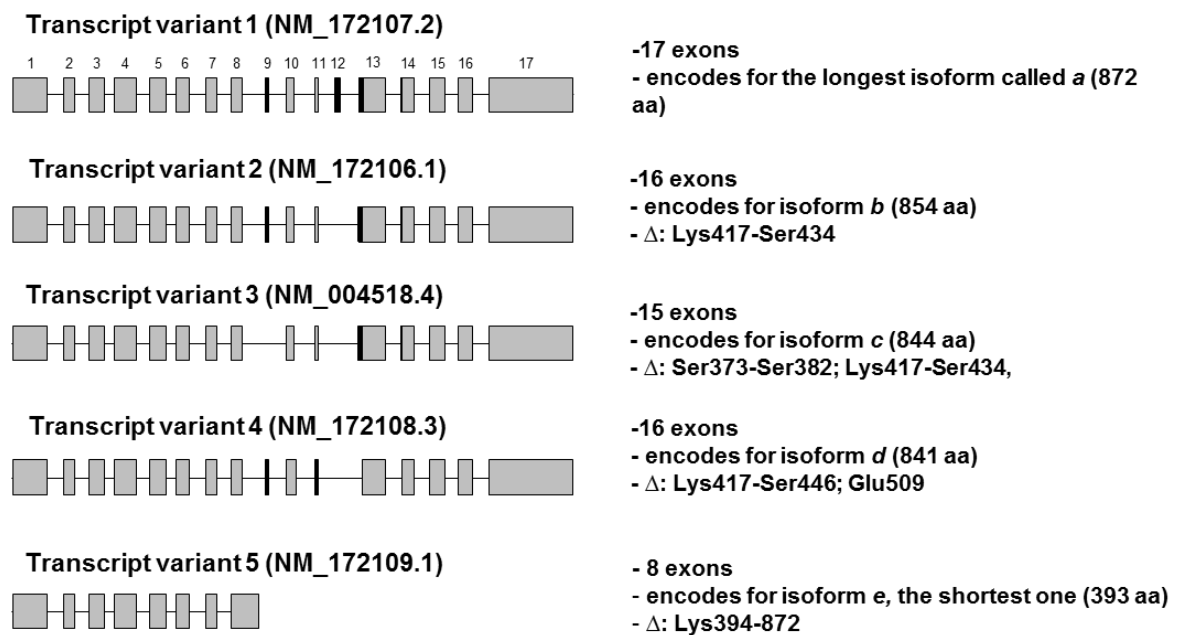 Transcript variant 1 (NM_172107.2)
1 2 3 4 5 6 7 8 9 10 11 12 13 14 15 16 17
-17 exons
- encodes for the longest isoform called a (872
aa)
Transcript variant 2 (NM_172106.1)
-16 exons
- encodes for isoform b (854 aa)
- Δ: Lys417-Ser434
Transcript variant 3 (NM_004518.4)
-15 exons
- encodes for isoform c (844 aa)
- Δ: Ser373-Ser382; Lys417-Ser434,
Transcript variant 4 (NM_172108.3)
-16 exons
- encodes for isoform d (841 aa)
- Δ: Lys417-Ser446; Glu509
Transcript variant 5 (NM_172109.1)
- 8 exons
- encodes for isoform e, the shortest one (393 aa)
- Δ: Lys394-872